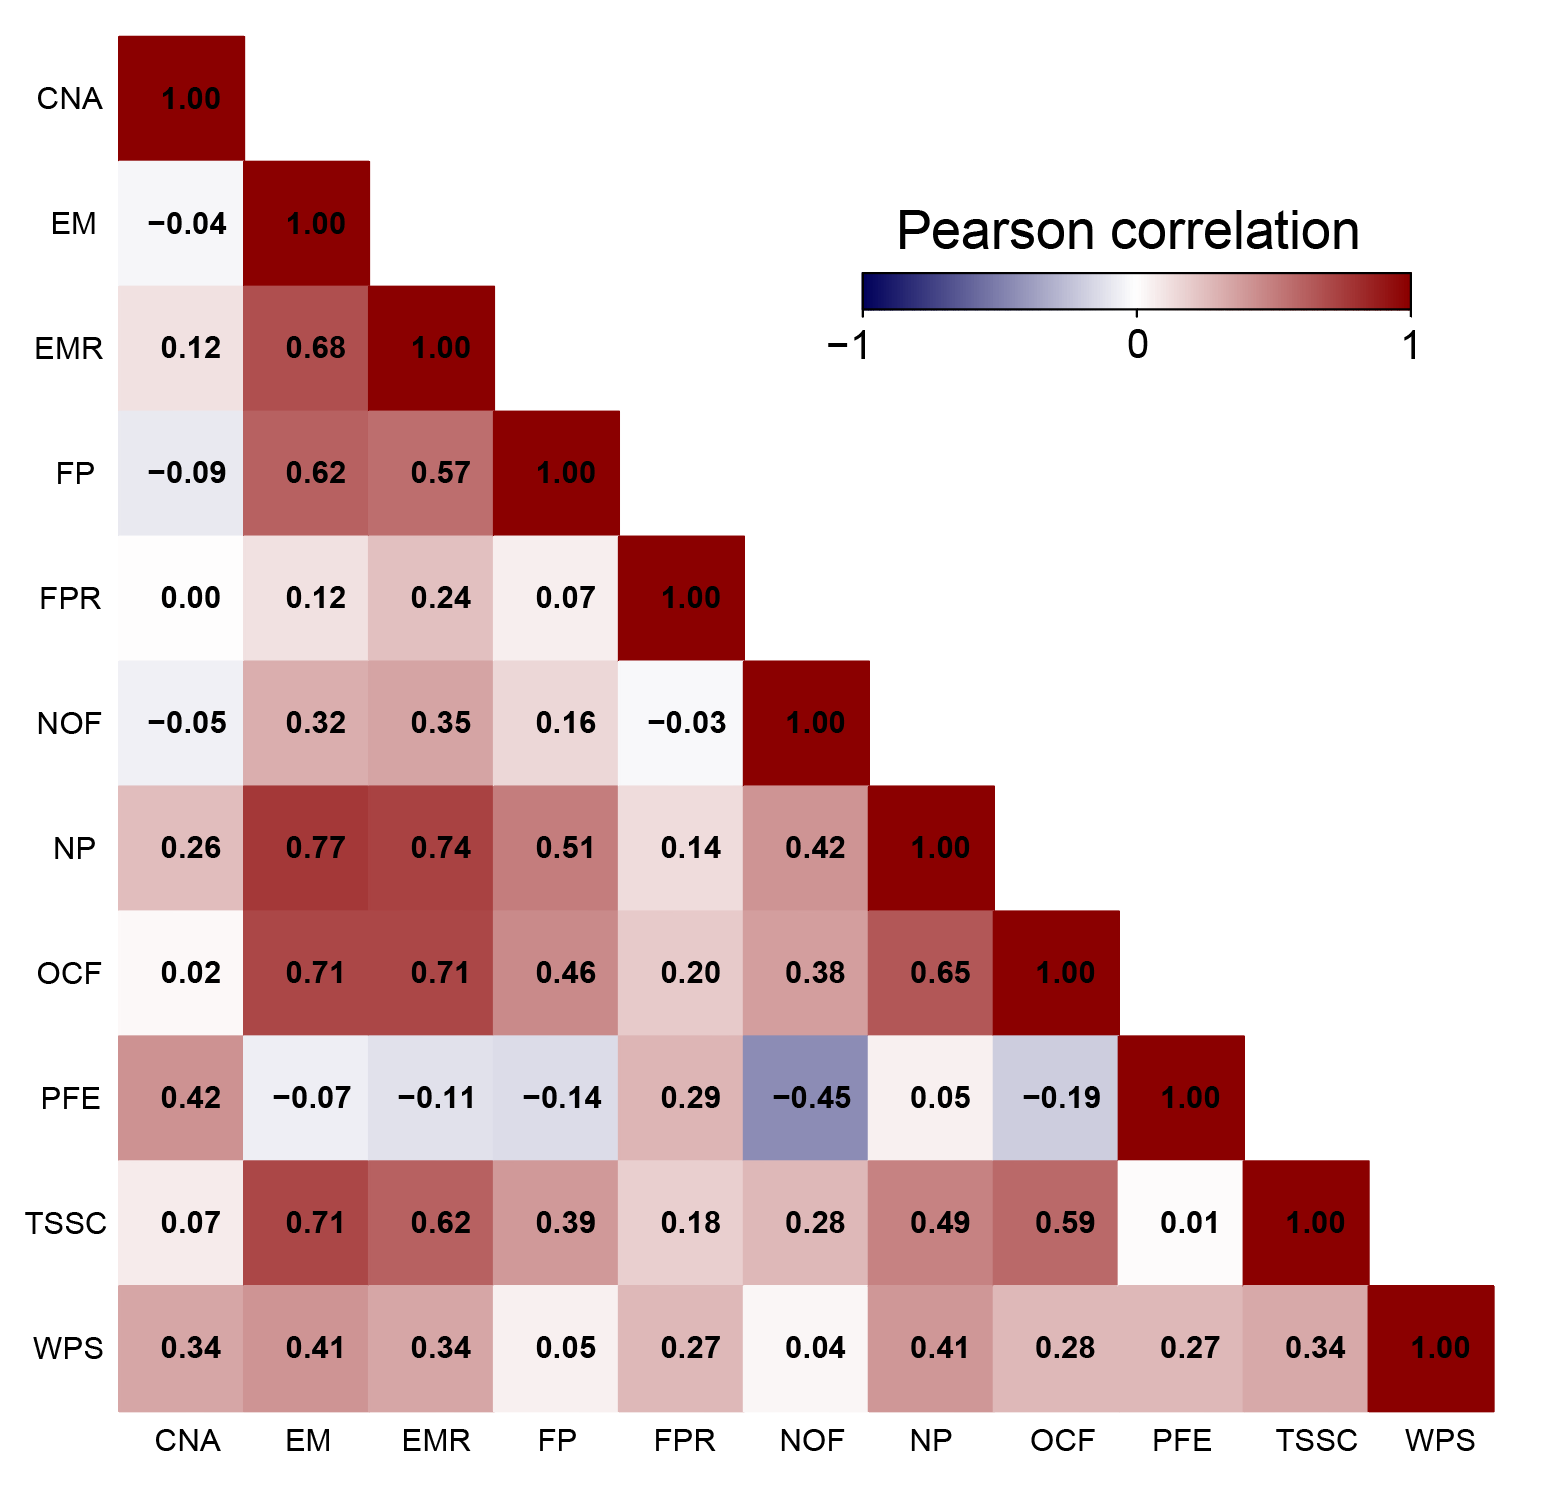 CNA 1.00
EM −0.04 1.00
Pearson correlation
−1 0 1
EMR 0.12 0.68 1.00
FP −0.09 0.62 0.57 1.00
FPR 0.00 0.12 0.24 0.07 1.00
NOF −0.05 0.32 0.35 0.16 −0.03 1.00
NP 0.26 0.77 0.74 0.51 0.14 0.42 1.00
OCF 0.02 0.71 0.71 0.46 0.20 0.38 0.65 1.00
PFE 0.42 −0.07 −0.11 −0.14 0.29 −0.45 0.05 −0.19 1.00
TSSC 0.07 0.71 0.62 0.39 0.18 0.28 0.49 0.59 0.01 1.00
WPS 0.34 0.41 0.34 0.05 0.27 0.04 0.41 0.28 0.27 0.34 1.00
CNA EM EMR FP FPR NOF NP OCF PFE TSSC WPS